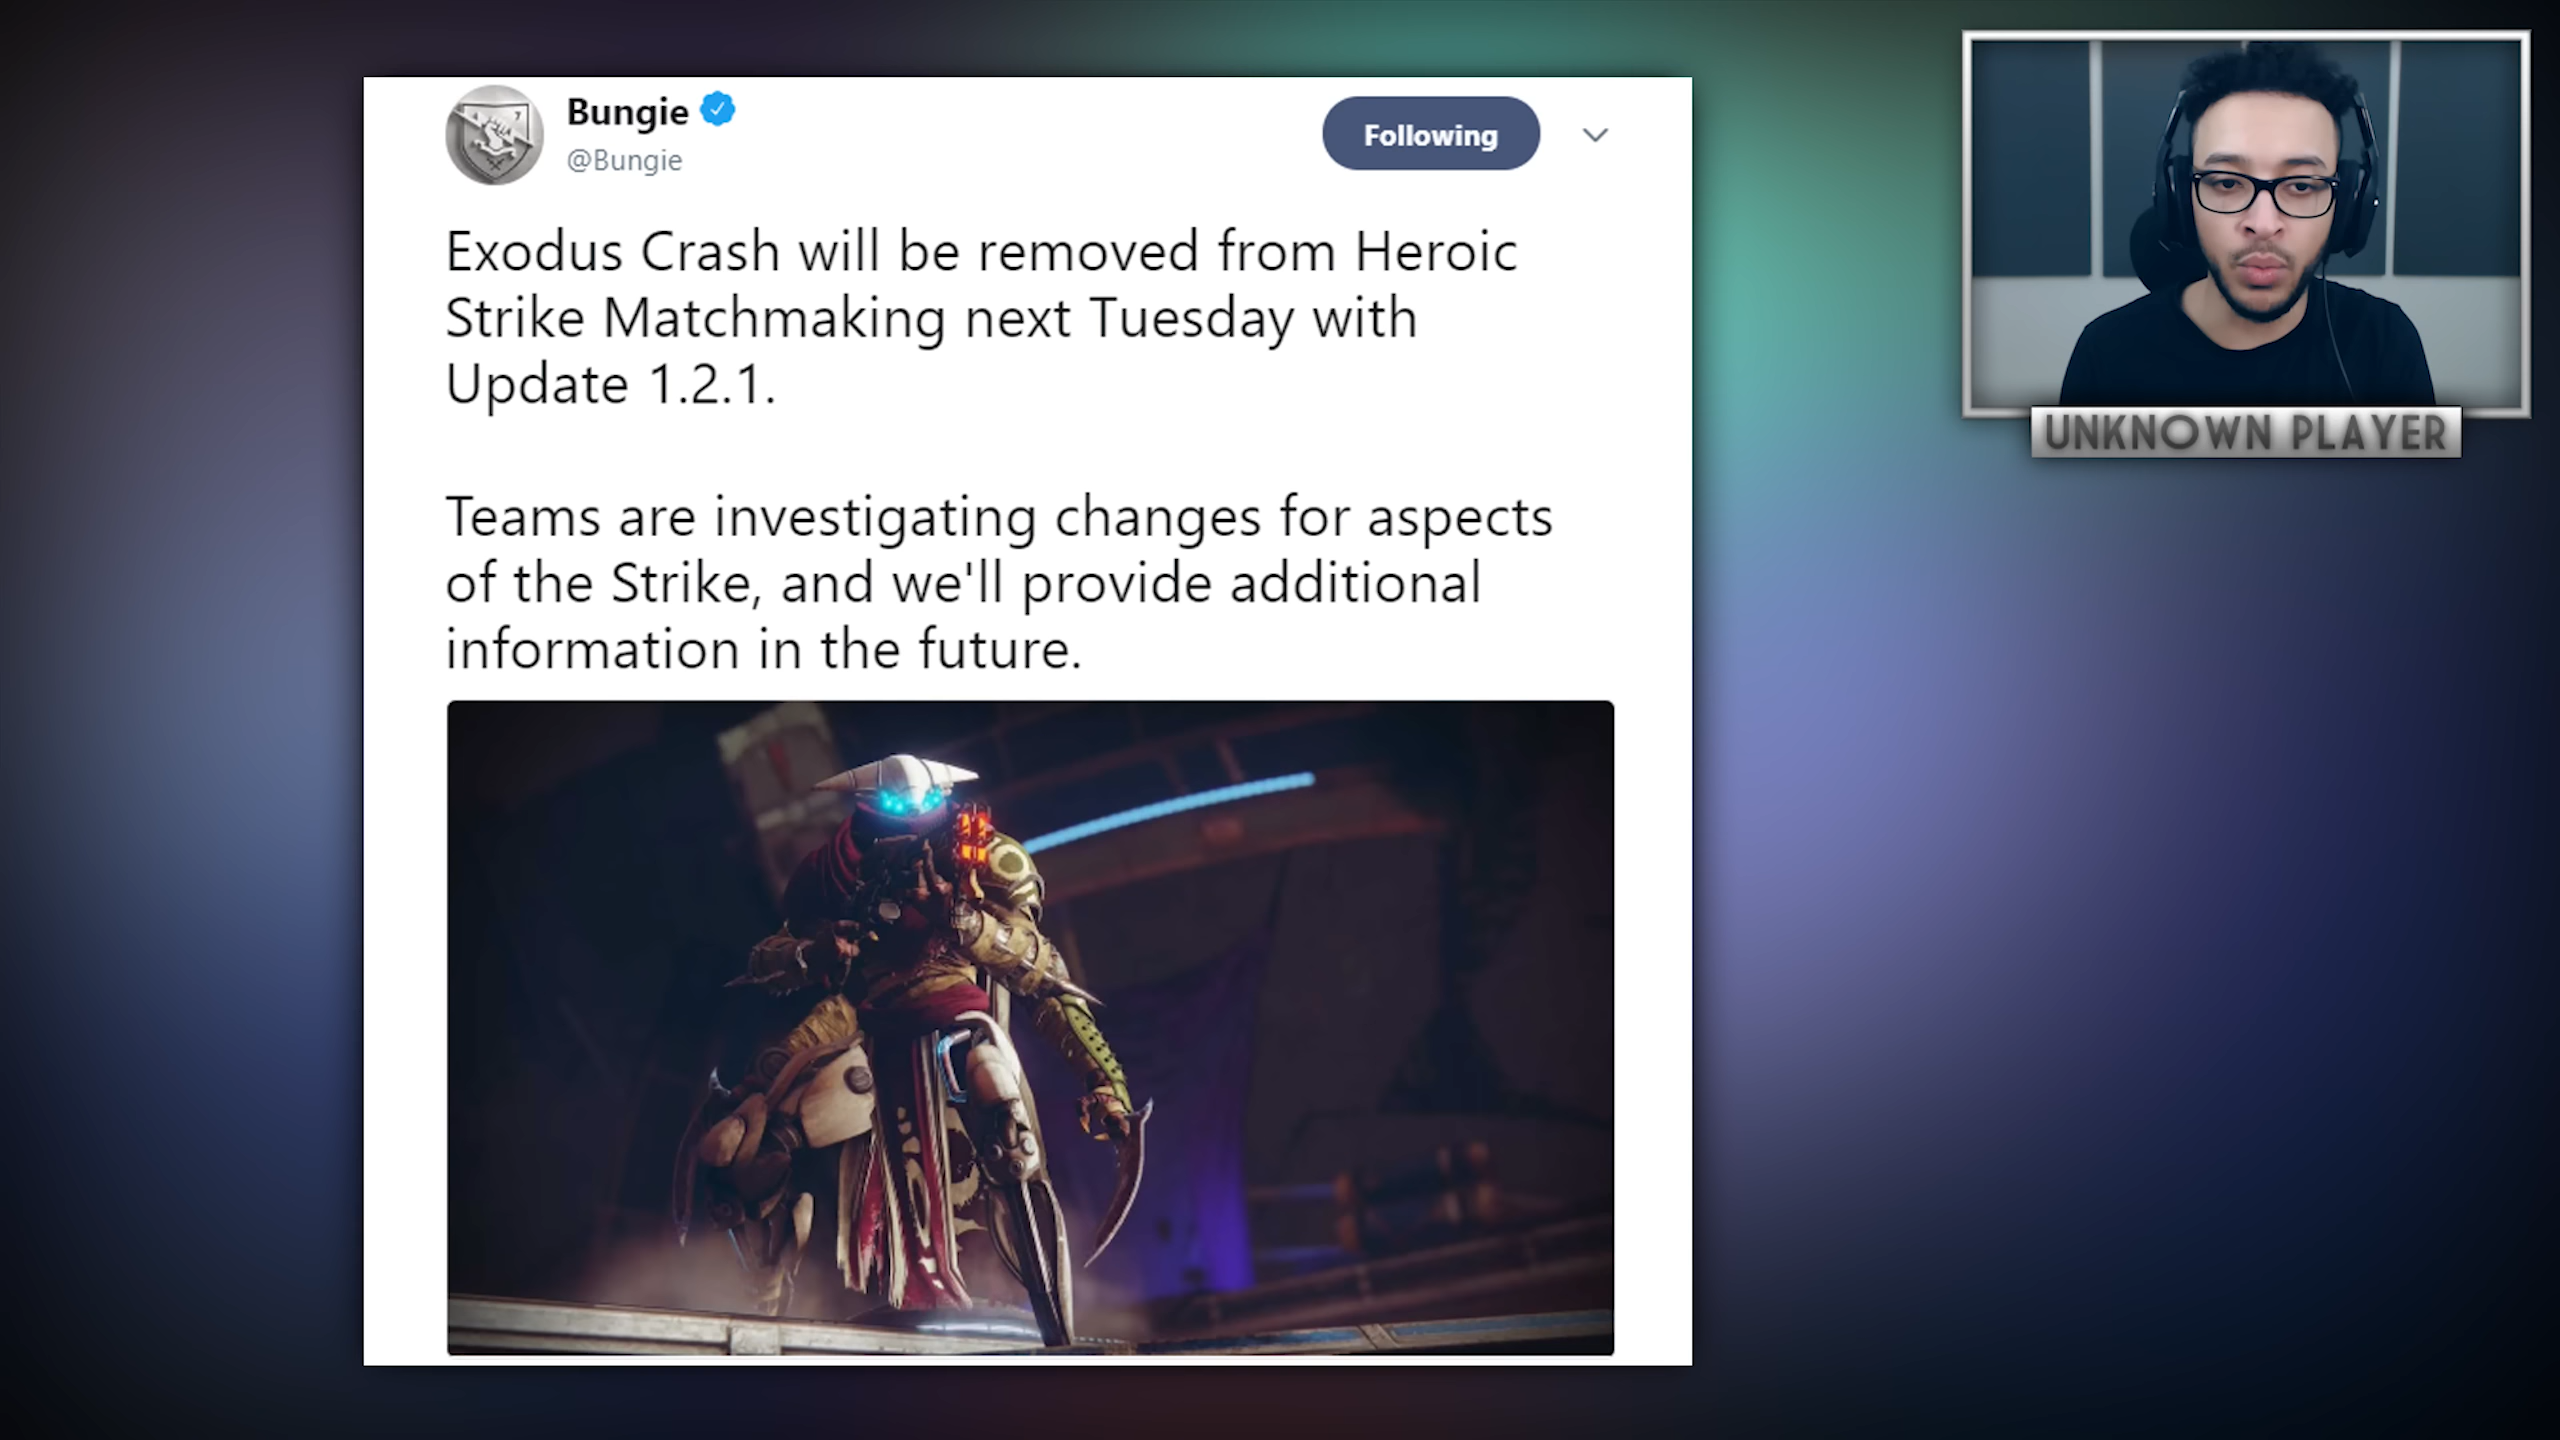 Bungie
@Bungie
Following
Exodus Crash will be removed from Heroic
Strike Matchmaking next Tuesday with
Update 1.2.1.
Teams are investigating changes for aspects
of the Strike, and we'll provide additional
information in the future.
UNKNOWN PLAYER